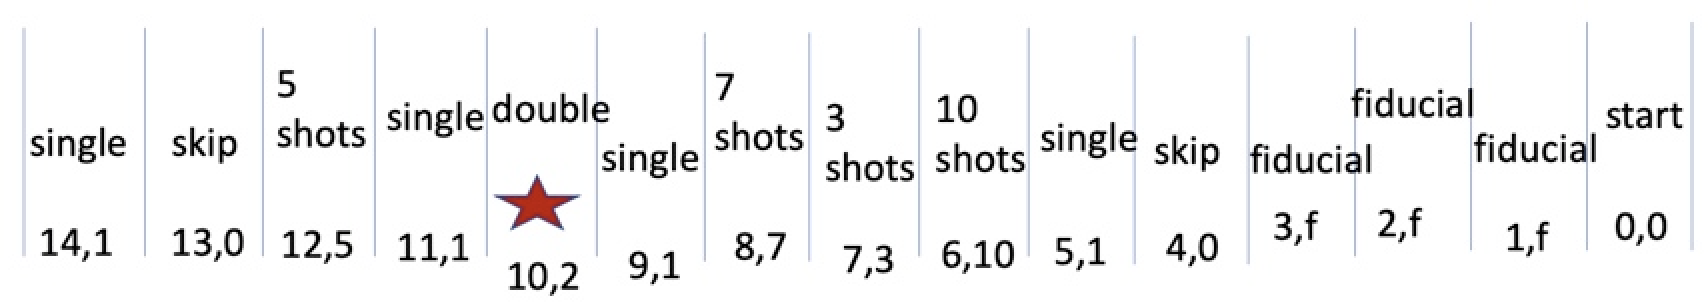 single
skip
5
shots
single
double
single
7
shots
3
shots
10
shots
single
skip
fiducial
fiducial
fiducial
start
14,1
13,0
12,5
11,1
10,2
9,1
8,7
7,3
6,10
5,1
4,0
3,f
2,f
1,f
0,0